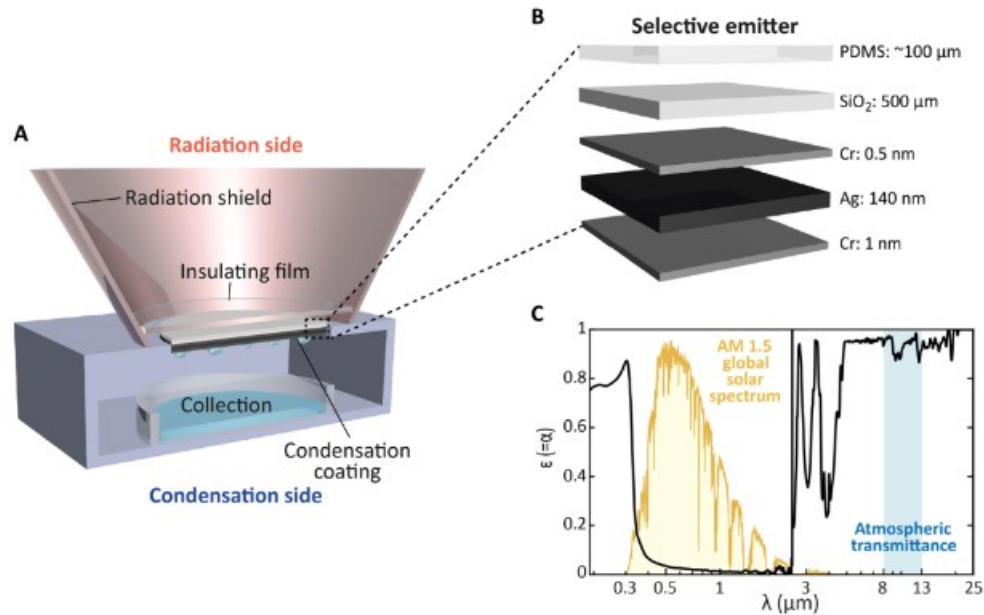 A
Radiation side
Radiation shield
Insulating film
Collection
Condensation
coating
Condensation side
B
Selective emitter
PDMS: ~100 μm
SiO₂: 500 μm
Cr: 0.5 nm
Ag: 140 nm
Cr: 1 nm
C
AM 1.5
global
solar
spectrum
Atmospheric
transmittance
ε (=α)
1
0.8
0.6
0.4
0.2
0
0.3 0.5 1 3 8 13 25
λ (μm)